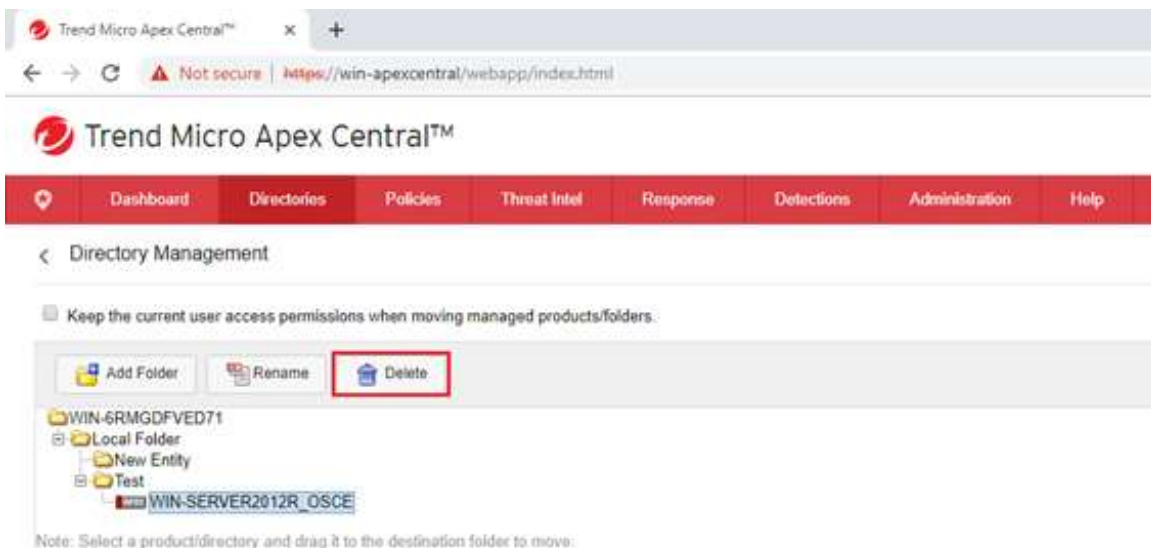 Trend Micro Apex Central™ × +
Not secure | https://win-apexcentral/webapp/index.html
Trend Micro Apex Central™
Dashboard Directories Policies Threat Intel Response Detections Administration Help
< Directory Management
Keep the current user access permissions when moving managed products/folders.
Add Folder Rename Delete
WIN-6RMGDFVED71
Local Folder
New Entity
Test
WIN-SERVER2012R_OSCE
Note: Select a product/directory and drag it to the destination folder to move.